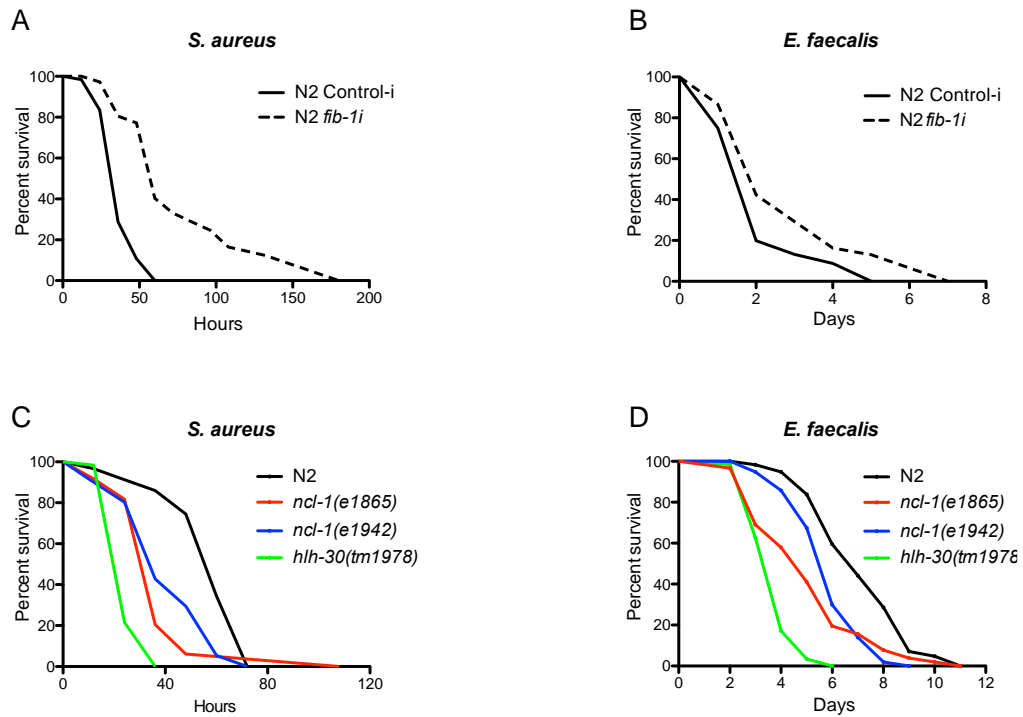 A
S. aureus
Percent survival
100
80
60
40
20
0
0
50
100
150
200
Hours
N2 Control-i
N2 fib-1i
B
E. faecalis
Percent survival
100
80
60
40
20
0
0
2
4
6
8
Days
N2 Control-i
N2 fib-1i
C
S. aureus
Percent survival
100
80
60
40
20
0
0
40
80
120
Hours
N2
ncl-1(e1865)
ncl-1(e1942)
hlh-30(tm1978)
D
E. faecalis
Percent survival
100
80
60
40
20
0
0
2
4
6
8
10
12
Days
N2
ncl-1(e1865)
ncl-1(e1942)
hlh-30(tm1978